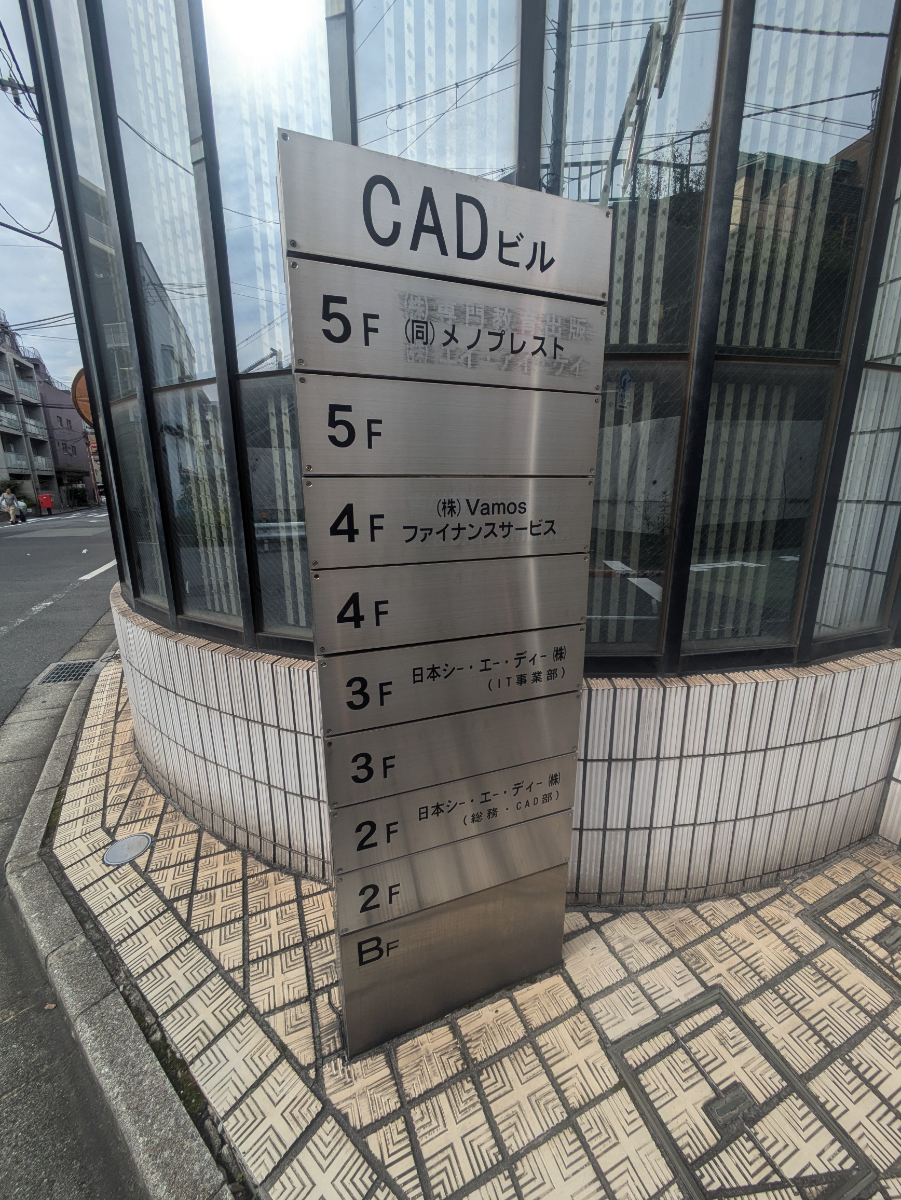 CADビル
㈱専門教育出版
5F ㈲メノプレスト
5F
4F ㈱Vamos
ファイナンスサービス
4F
3F 日本シー・エー・ディー㈱
（IT事業部）
3F
2F 日本シー・エー・ディー㈱
（総務・CAD部）
2F
BF